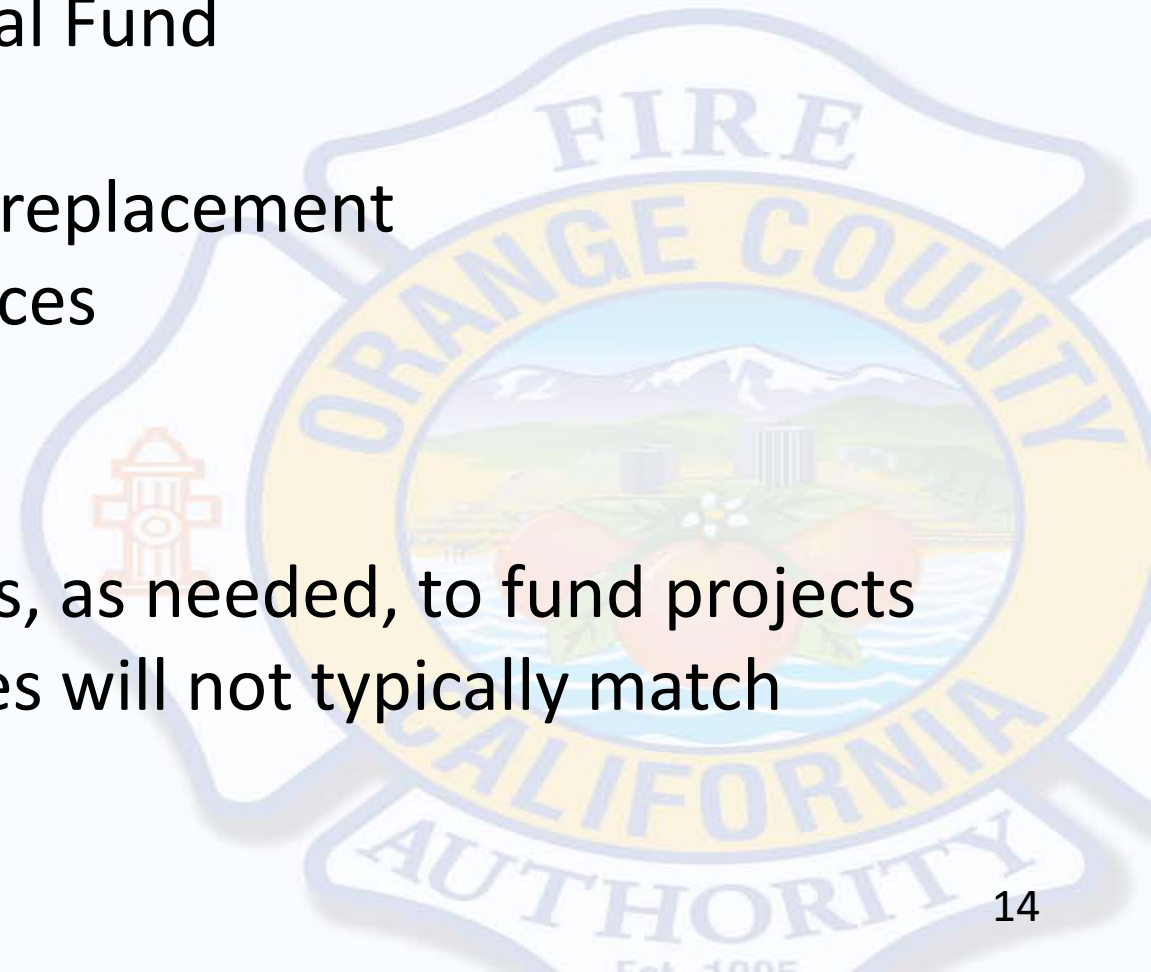 al Fund
FIRE
replacement
ORANGE COUNTY
ces
s, as needed, to fund projects
es will not typically match
CALIFORNIA
AUTHORITY
14